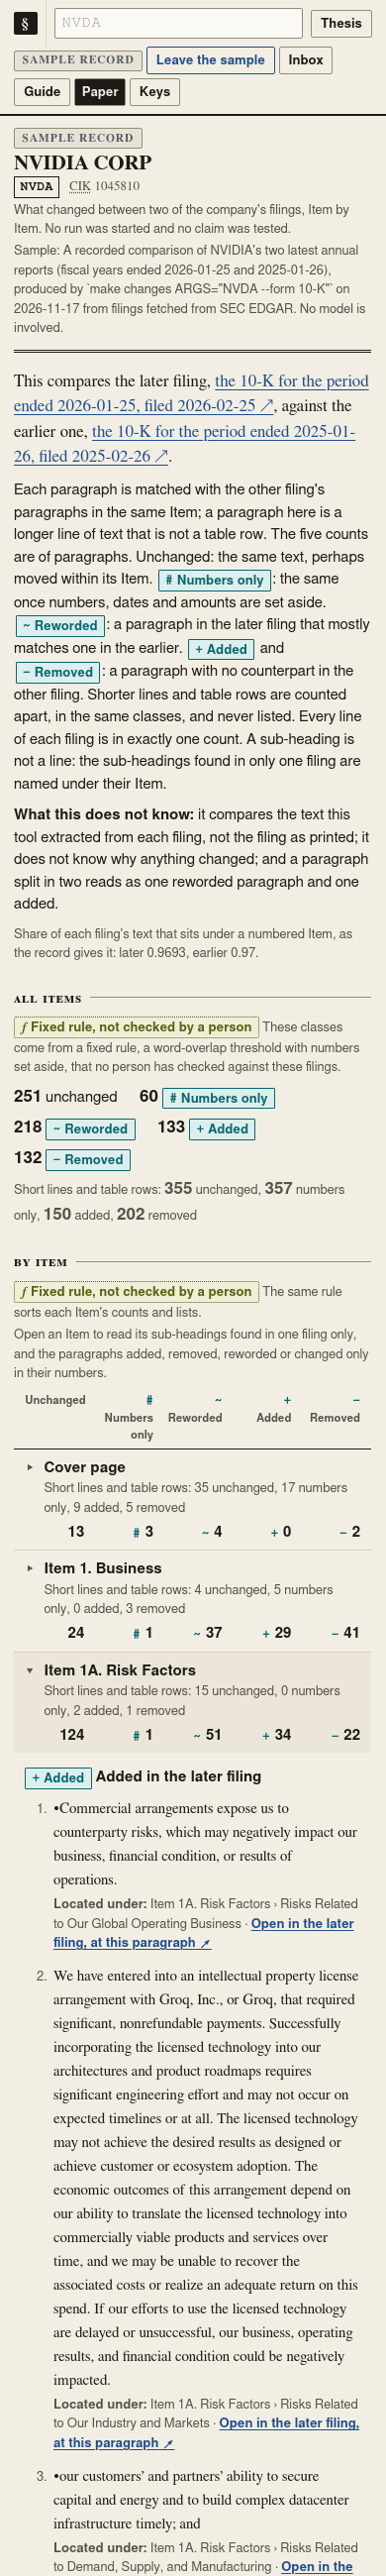 § NVDA Thesis
SAMPLE RECORD Leave the sample Inbox
Guide Paper Keys
SAMPLE RECORD
NVIDIA CORP
NVDA CIK 1045810
What changed between two of the company's filings, Item by
Item. No run was started and no claim was tested.
Sample: A recorded comparison of NVIDIA's two latest annual
reports (fiscal years ended 2026-01-25 and 2025-01-26),
produced by `make changes ARGS="NVDA --form 10-K"` on
2026-11-17 from filings fetched from SEC EDGAR. No model is
involved.
This compares the later filing, the 10-K for the period
ended 2026-01-25, filed 2026-02-25 ↗, against the
earlier one, the 10-K for the period ended 2025-01-
26, filed 2025-02-26 ↗.
Each paragraph is matched with the other filing's
paragraphs in the same Item; a paragraph here is a
longer line of text that is not a table row. The five counts
are of paragraphs. Unchanged: the same text, perhaps
moved within its Item. # Numbers only: the same
once numbers, dates and amounts are set aside.
~ Reworded: a paragraph in the later filing that mostly
matches one in the earlier. + Added and
− Removed: a paragraph with no counterpart in the
other filing. Shorter lines and table rows are counted
apart, in the same classes, and never listed. Every line
of each filing is in exactly one count. A sub-heading is
not a line; the sub-headings found in only one filing are
named under their Item.
What this does not know: it compares the text this
tool extracted from each filing, not the filing as printed; it
does not know why anything changed; and a paragraph
split in two reads as one reworded paragraph and one
added.
Share of each filing's text that sits under a numbered Item, as
the record gives it: later 0.9693, earlier 0.97.
ALL ITEMS
ƒ Fixed rule, not checked by a person These classes
come from a fixed rule, a word-overlap threshold with numbers
set aside, that no person has checked against these filings.
251 unchanged 60 # Numbers only
218 ~ Reworded 133 + Added
132 − Removed
Short lines and table rows: 355 unchanged, 357 numbers
only, 150 added, 202 removed
BY ITEM
ƒ Fixed rule, not checked by a person The same rule
sorts each Item's counts and lists.
Open an Item to read its sub-headings found in one filing only,
and the paragraphs added, removed, reworded or changed only
in their numbers.
Unchanged # ~ + −
Numbers Reworded Added Removed
only
▸ Cover page
Short lines and table rows: 35 unchanged, 17 numbers
only, 9 added, 5 removed
13 # 3 ~ 4 + 0 − 2
▸ Item 1. Business
Short lines and table rows: 4 unchanged, 5 numbers
only, 0 added, 3 removed
24 # 1 ~ 37 + 29 − 41
▾ Item 1A. Risk Factors
Short lines and table rows: 15 unchanged, 0 numbers
only, 2 added, 1 removed
124 # 1 ~ 51 + 34 − 22
+ Added Added in the later filing
1. •Commercial arrangements expose us to
counterparty risks, which may negatively impact our
business, financial condition, or results of
operations.
Located under: Item 1A. Risk Factors › Risks Related
to Our Global Operating Business · Open in the later
filing, at this paragraph ↗
2. We have entered into an intellectual property license
arrangement with Groq, Inc., or Groq, that required
significant, nonrefundable payments. Successfully
incorporating the licensed technology into our
architectures and product roadmaps requires
significant engineering effort and may not occur on
expected timelines or at all. The licensed technology
may not achieve the desired results as designed or
achieve customer or ecosystem adoption. The
economic outcomes of this arrangement depend on
our ability to translate the licensed technology into
commercially viable products and services over
time, and we may be unable to recover the
associated costs or realize an adequate return on this
spend. If our efforts to use the licensed technology
are delayed or unsuccessful, our business, operating
results, and financial condition could be negatively
impacted.
Located under: Item 1A. Risk Factors › Risks Related
to Our Industry and Markets · Open in the later filing,
at this paragraph ↗
3. •our customers' and partners' ability to secure
capital and energy and to build complex datacenter
infrastructure timely; and
Located under: Item 1A. Risk Factors › Risks Related
to Demand, Supply, and Manufacturing · Open in the